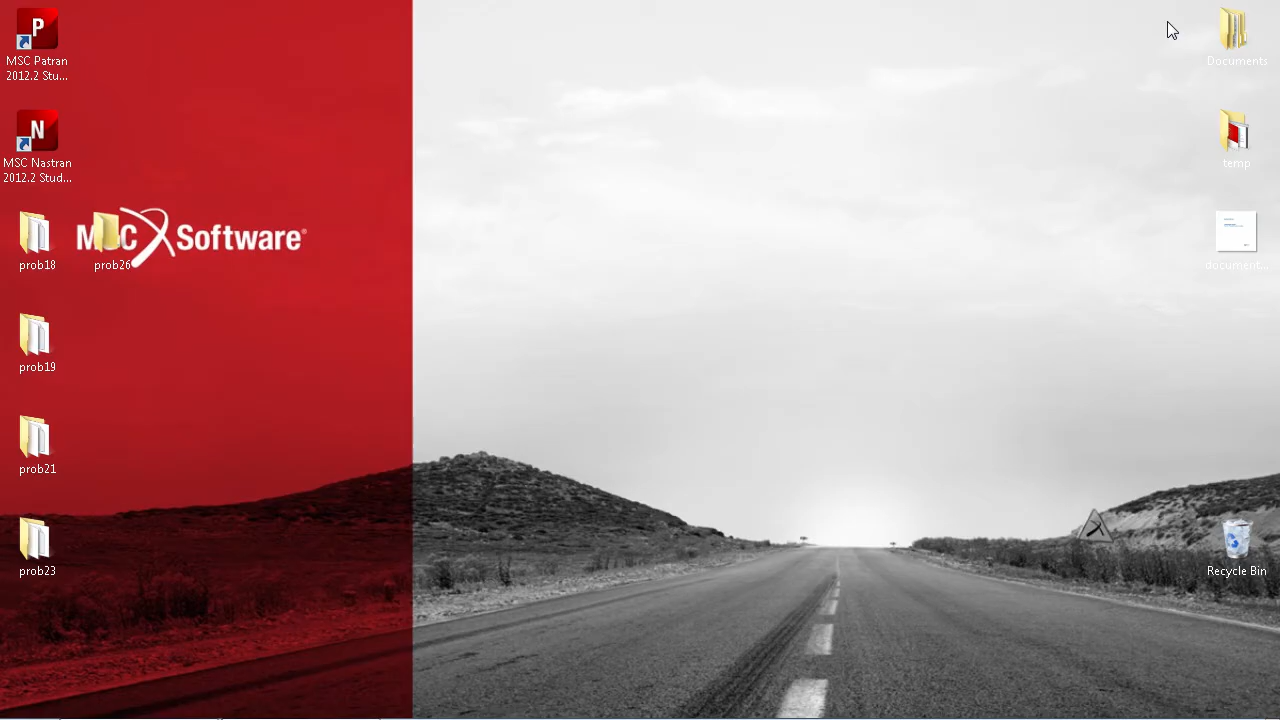 P
MSC Patran
2012.2 Stu...
N
MSC Nastran
2012.2 Stud...
MSC Software®
prob18
prob26
prob19
prob21
prob23
Documents
temp
document...
Recycle Bin